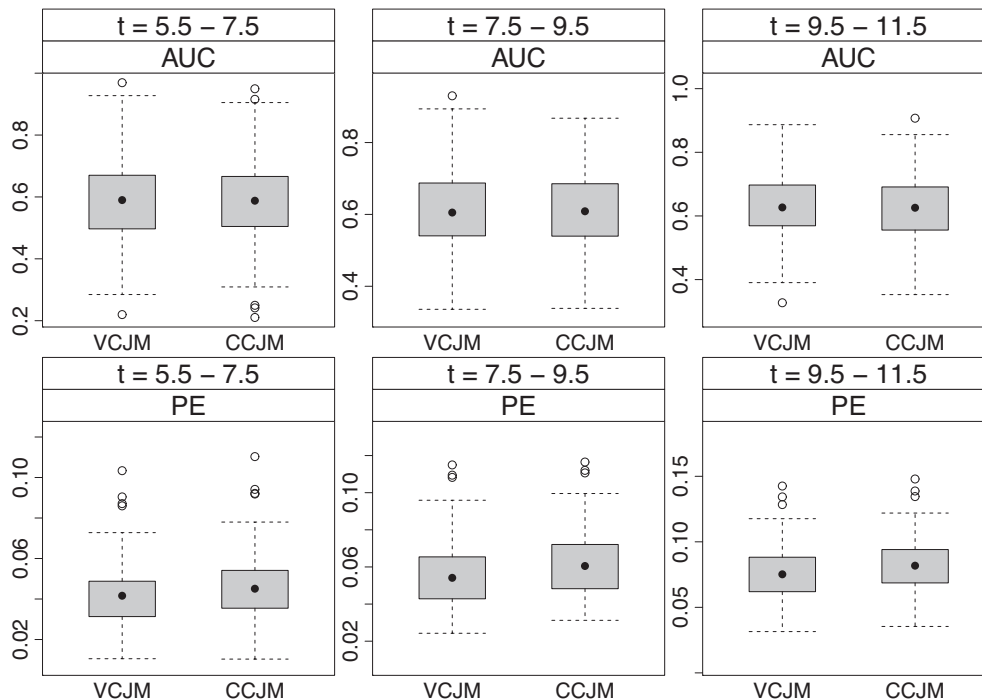 t = 5.5 – 7.5
t = 7.5 – 9.5
t = 9.5 – 11.5
AUC
AUC
AUC
0.2 0.4 0.6 0.8
0.4 0.6 0.8
0.4 0.6 0.8 1.0
VCJM CCJM
VCJM CCJM
VCJM CCJM
t = 5.5 – 7.5
t = 7.5 – 9.5
t = 9.5 – 11.5
PE
PE
PE
0.02 0.06 0.10
0.02 0.06 0.10
0.05 0.10 0.15
VCJM CCJM
VCJM CCJM
VCJM CCJM